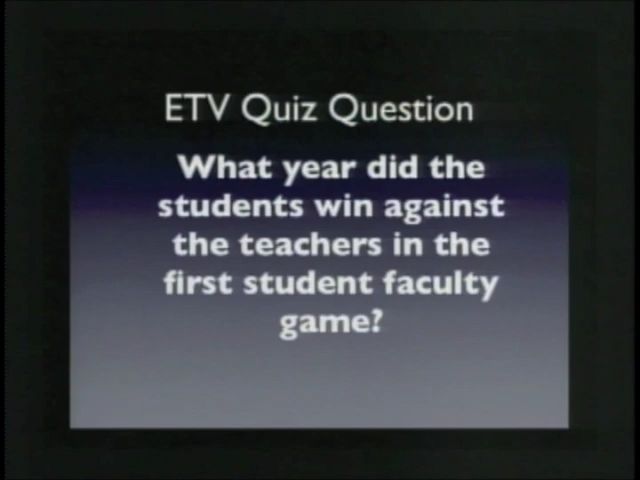 ETV Quiz Question
What year did the
students win against
the teachers in the
first student faculty
game?